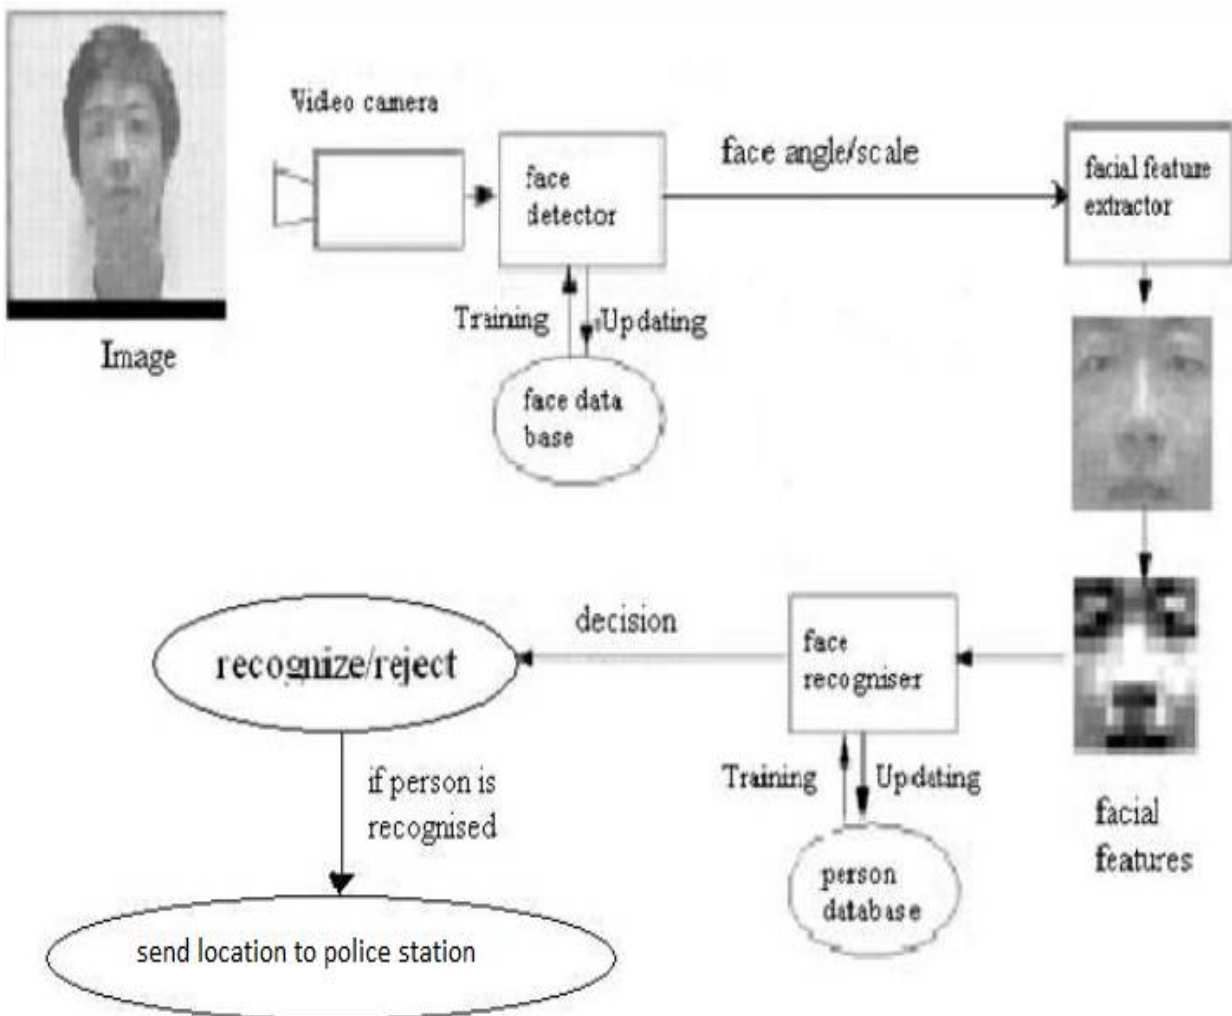 Image
Video camera
face
detector
face angle/scale
facial feature
extractor
Training
Updating
face data
base
facial
features
face
recogniser
Training
Updating
person
database
decision
recognize/reject
if person is
recognised
send location to police station